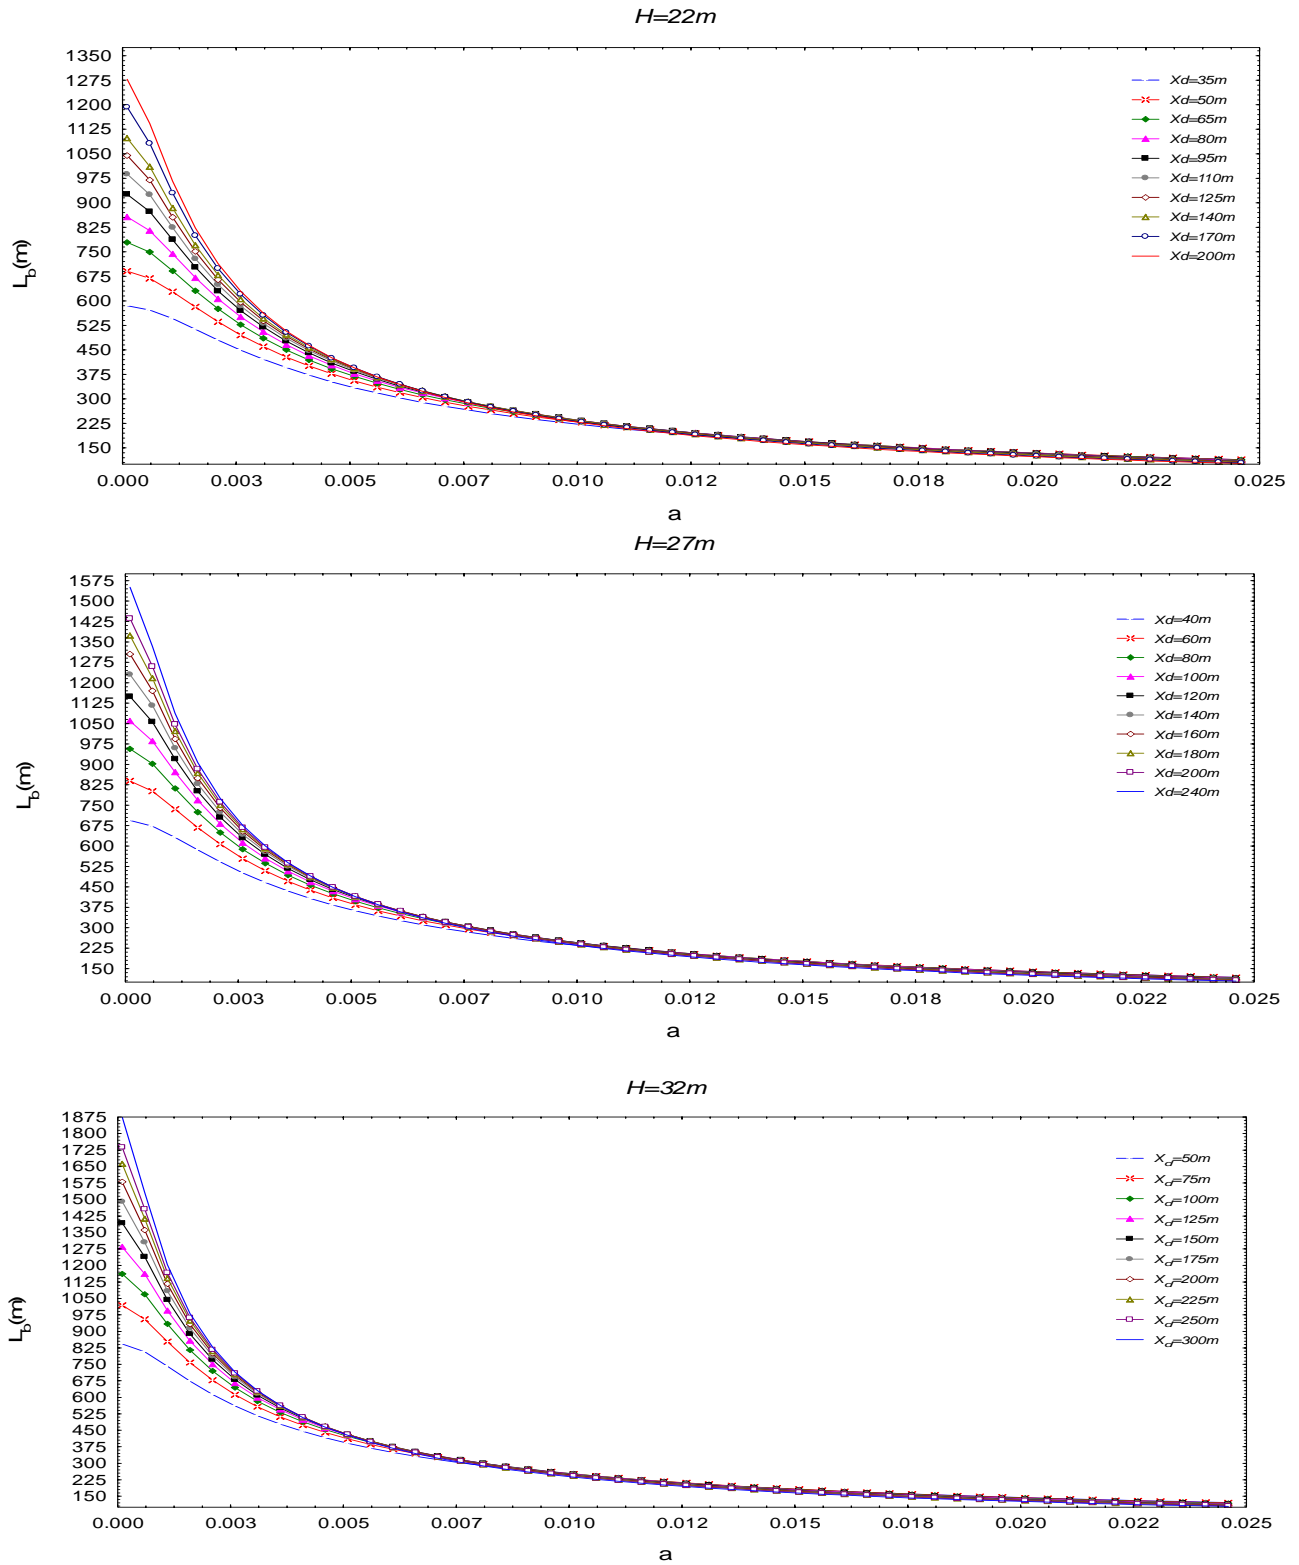 H=22m
1350
1275
1200
1125
1050
975
900
825
750
675
600
525
450
375
300
225
150
L_b(m)
Xd=35m
Xd=50m
Xd=65m
Xd=80m
Xd=95m
Xd=110m
Xd=125m
Xd=140m
Xd=170m
Xd=200m
0.000 0.003 0.005 0.007 0.010 0.013 0.015 0.018 0.020 0.022 0.025
a
H=27m
1575
1500
1425
1350
1275
1200
1125
1050
975
900
825
750
675
600
525
450
375
300
225
150
L_b(m)
Xd=40m
Xd=60m
Xd=80m
Xd=100m
Xd=120m
Xd=140m
Xd=160m
Xd=180m
Xd=200m
Xd=240m
0.000 0.003 0.005 0.007 0.010 0.013 0.015 0.018 0.020 0.022 0.025
a
H=32m
1875
1800
1725
1650
1575
1500
1425
1350
1275
1200
1125
1050
975
900
825
750
675
600
525
450
375
300
225
150
L_b(m)
X_d=50m
X_d=75m
X_d=100m
X_d=125m
X_d=150m
X_d=175m
X_d=200m
X_d=225m
X_d=250m
X_d=300m
0.000 0.003 0.005 0.007 0.010 0.013 0.015 0.018 0.020 0.022 0.025
a